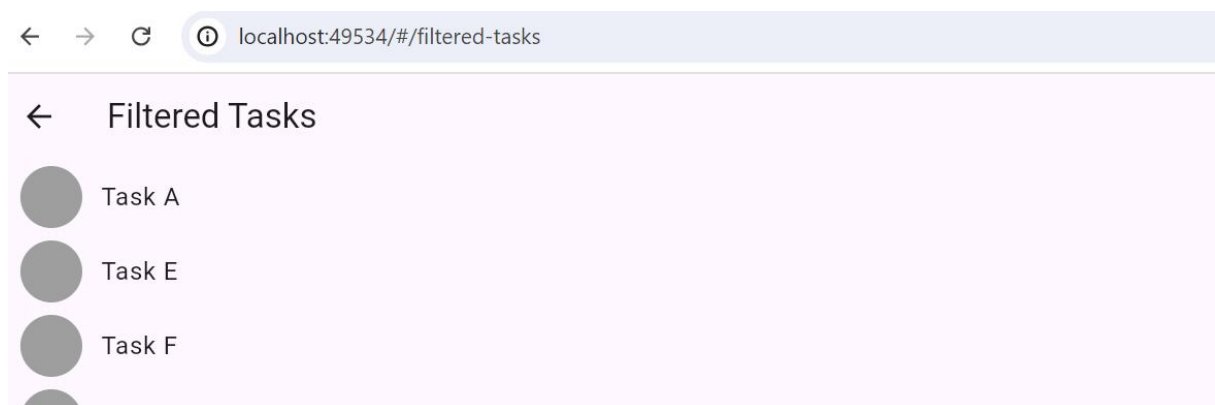 localhost:49534/#/filtered-tasks
Filtered Tasks
Task A
Task E
Task F